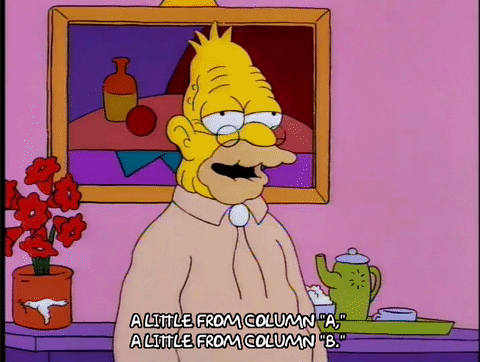 A LITTLE FROM COLUMN "A,"
A LITTLE FROM COLUMN "B."